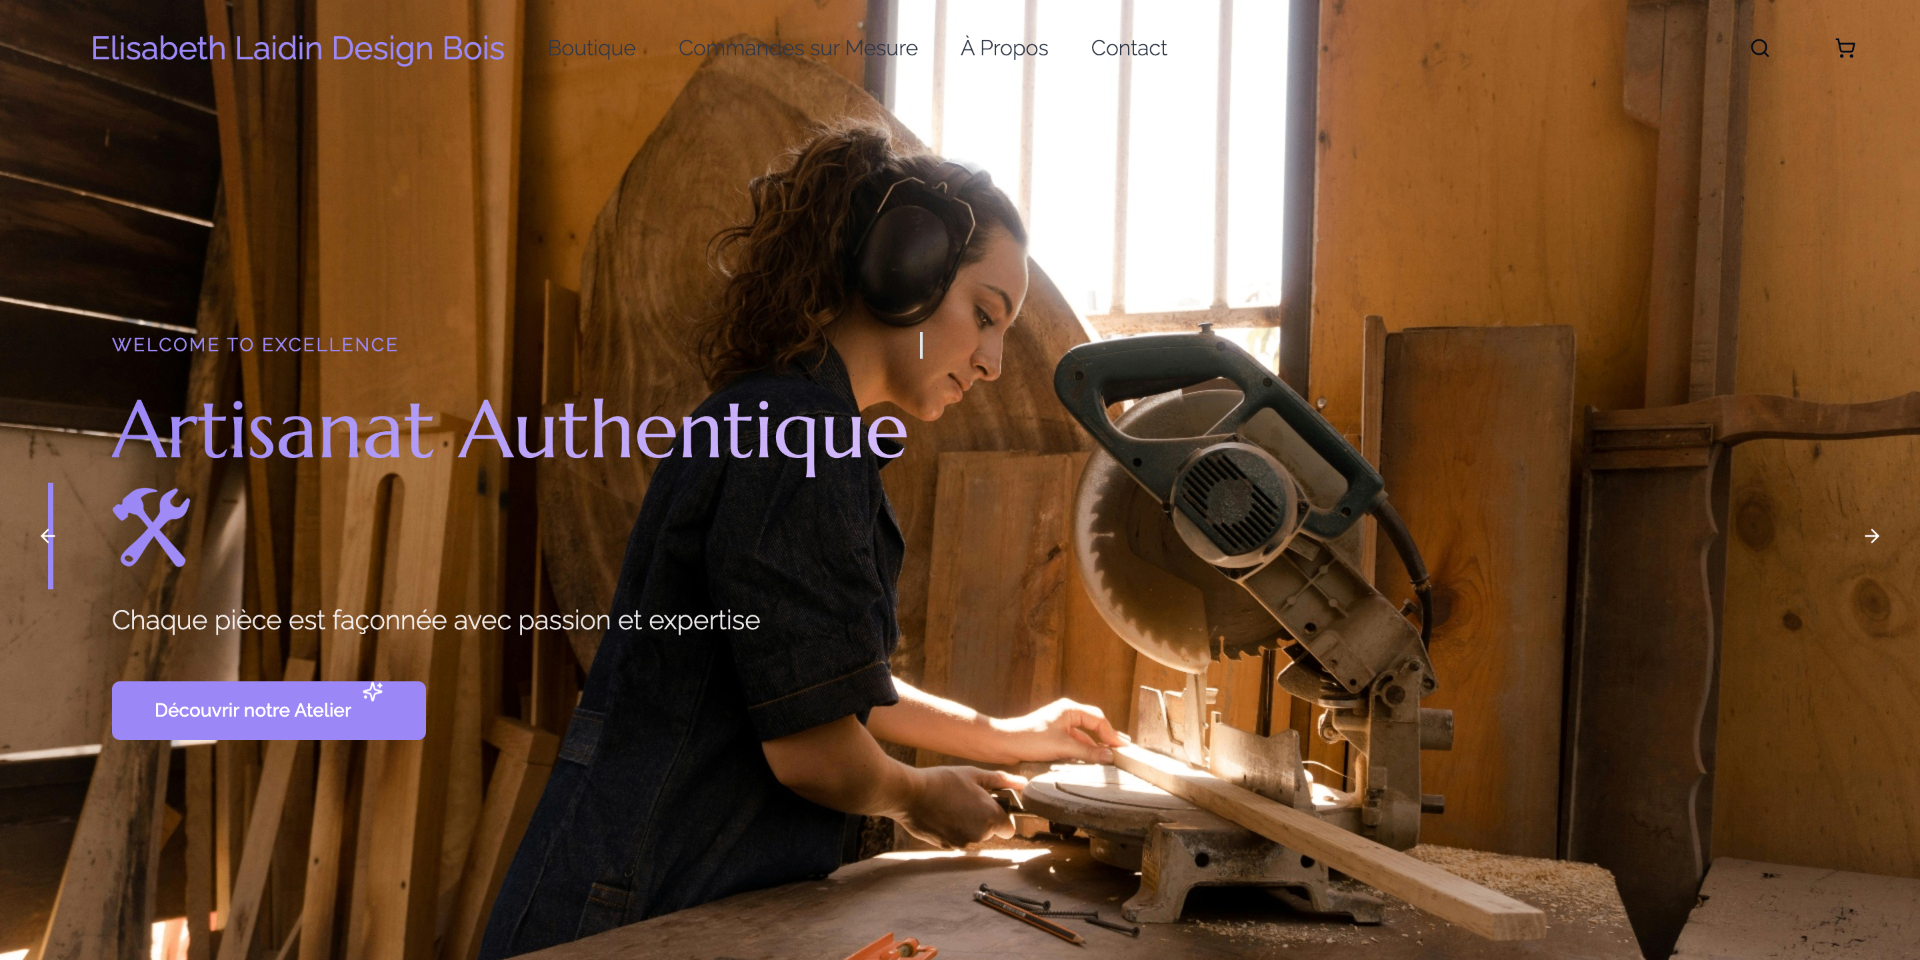 Elisabeth Laidin Design Bois
Boutique
Commandes sur Mesure
À Propos
Contact
WELCOME TO EXCELLENCE
Artisanat Authentique
Chaque pièce est façonnée avec passion et expertise
Découvrir notre Atelier